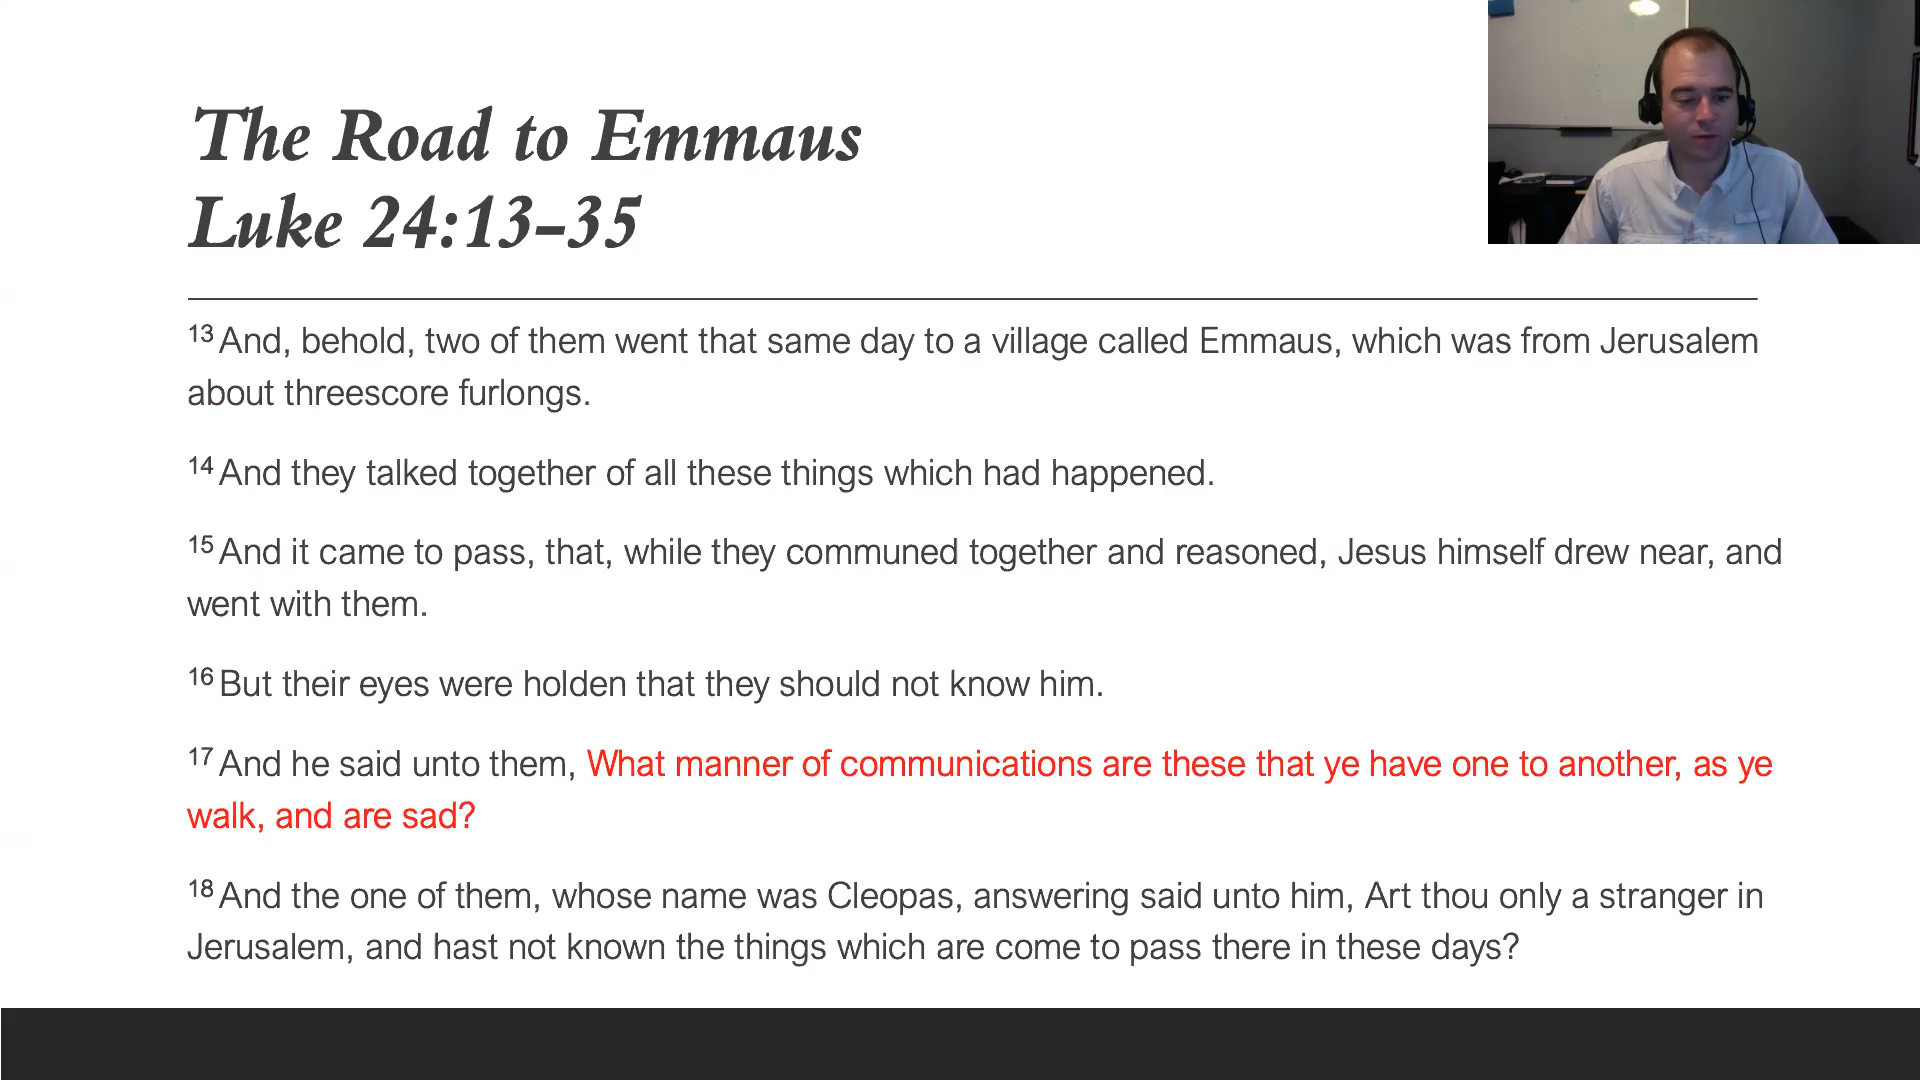 The Road to Emmaus
Luke 24:13–35
13 And, behold, two of them went that same day to a village called Emmaus, which was from Jerusalem
about threescore furlongs.
14 And they talked together of all these things which had happened.
15 And it came to pass, that, while they communed together and reasoned, Jesus himself drew near, and
went with them.
16 But their eyes were holden that they should not know him.
17 And he said unto them, What manner of communications are these that ye have one to another, as ye
walk, and are sad?
18 And the one of them, whose name was Cleopas, answering said unto him, Art thou only a stranger in
Jerusalem, and hast not known the things which are come to pass there in these days?